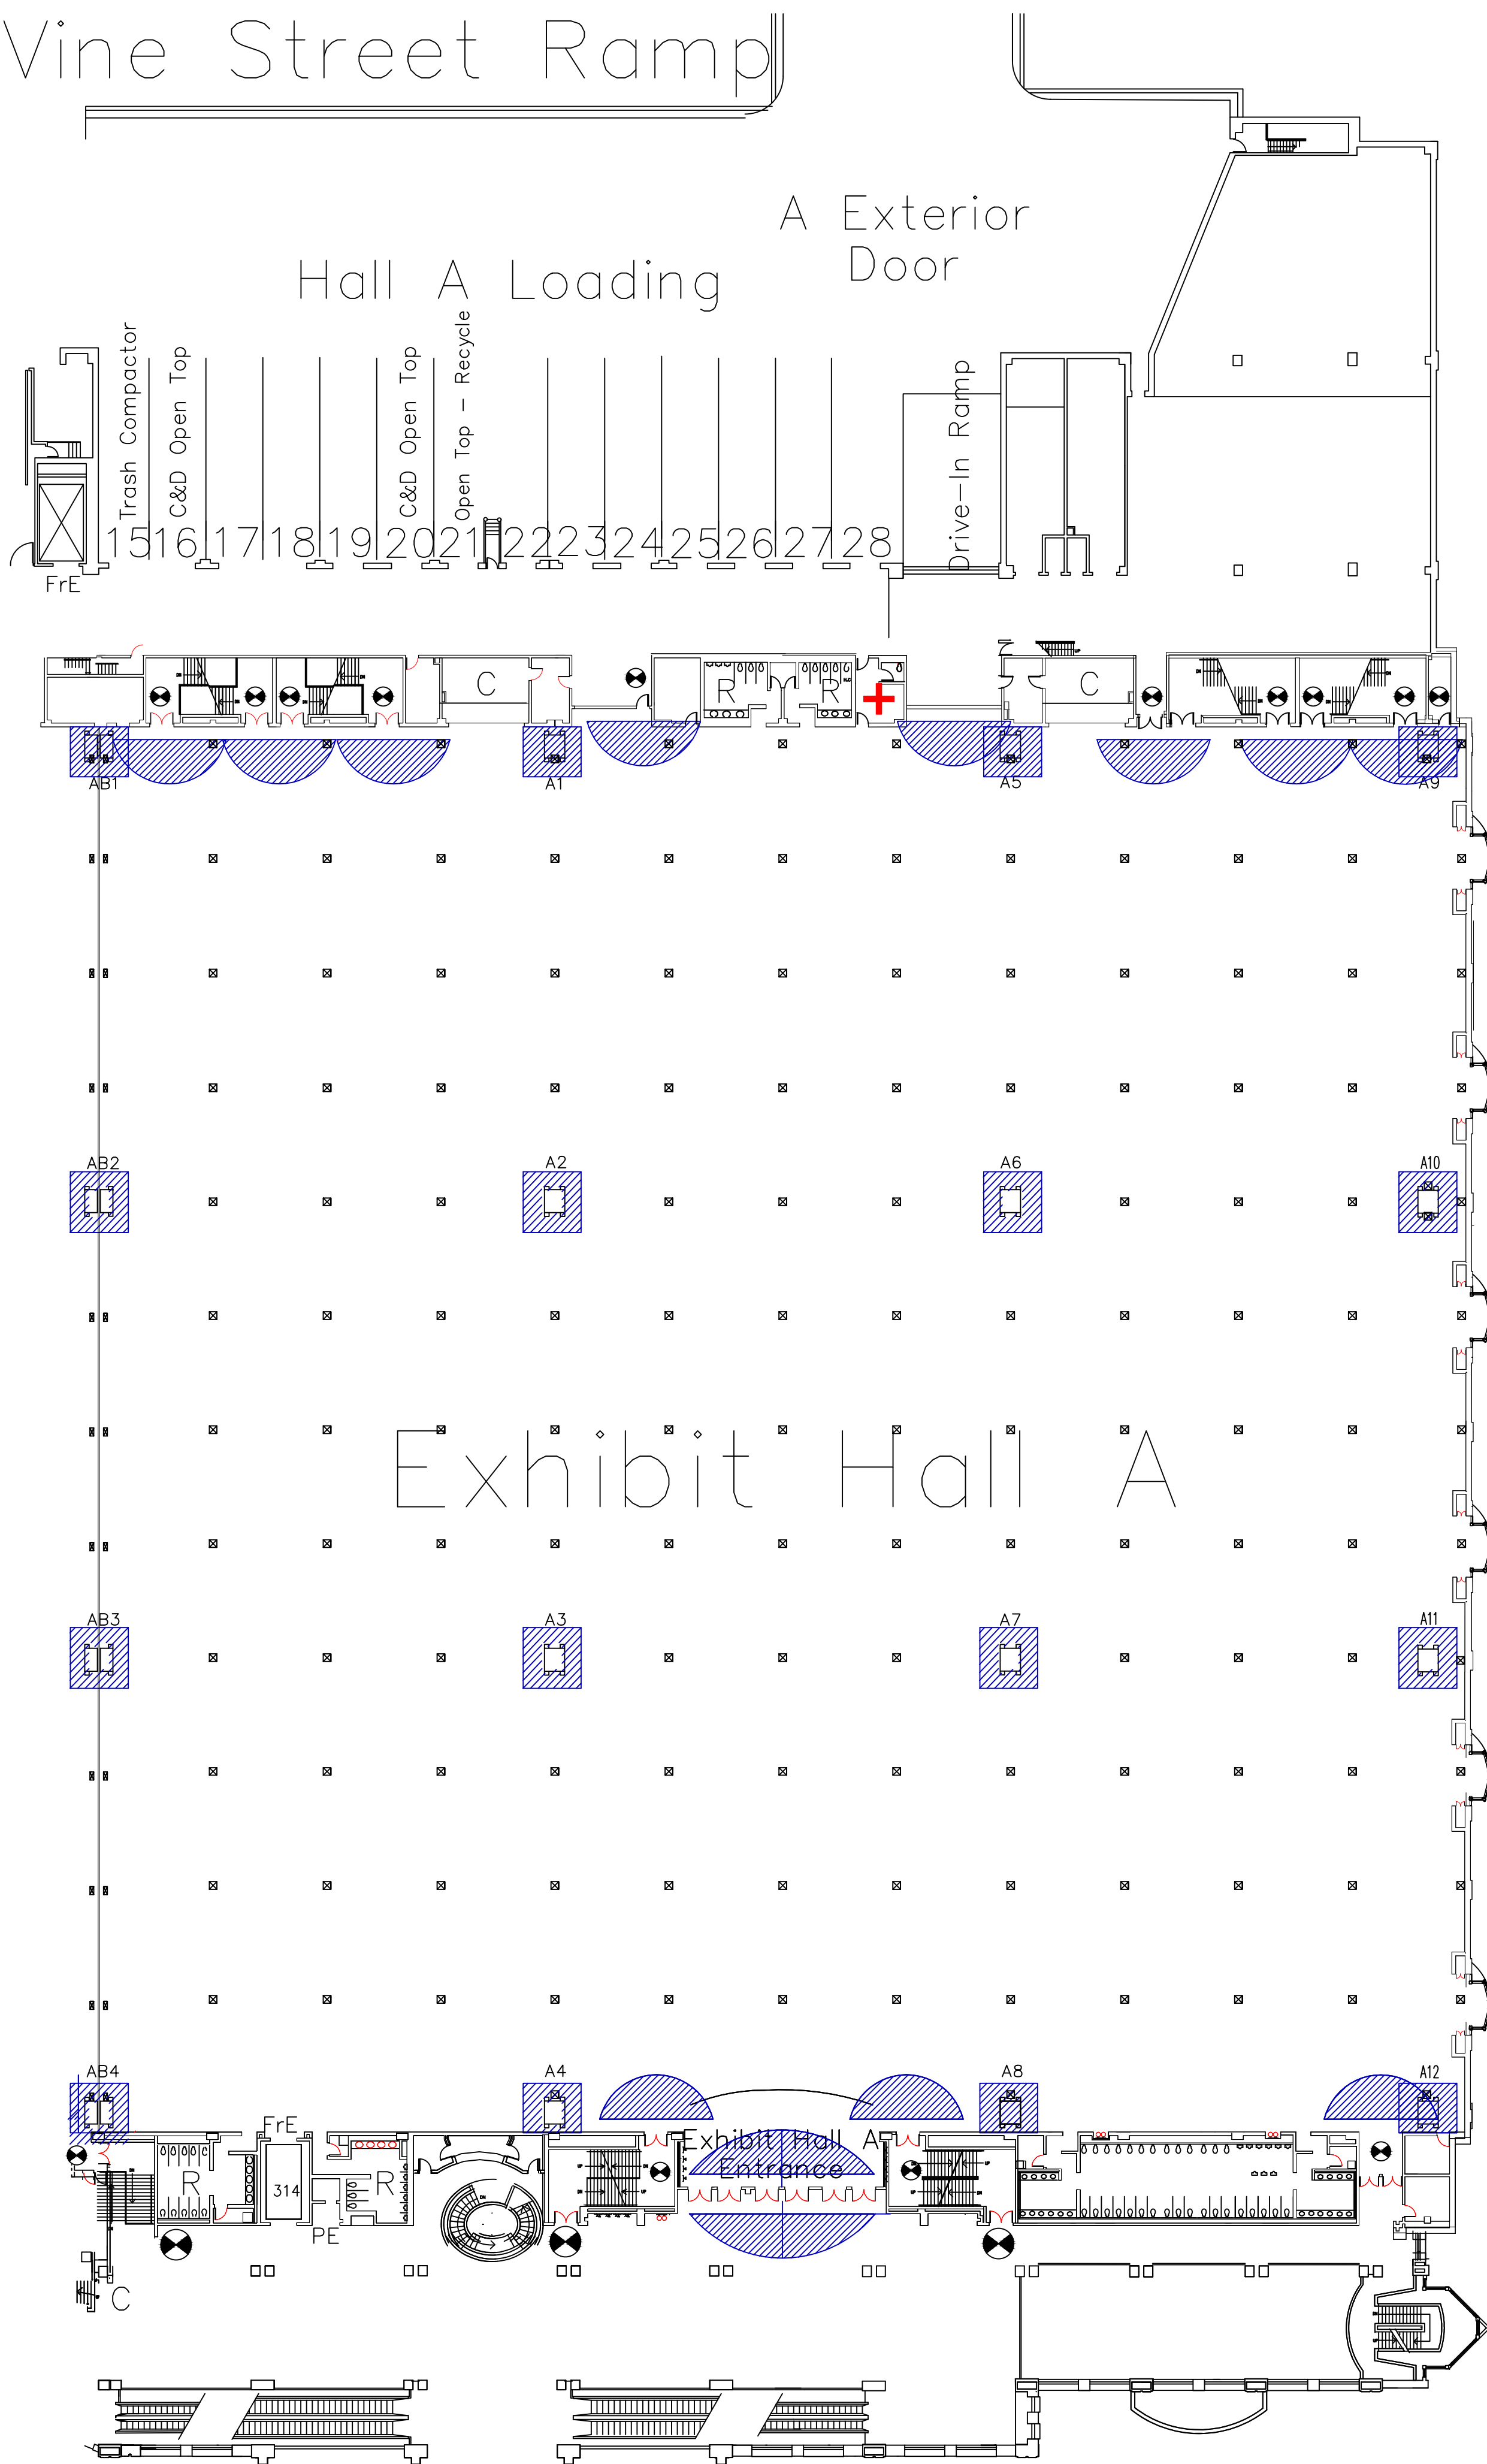 Vine Street Ramp
A Exterior
Door
Hall A Loading
Trash Compactor
C&D Open Top
C&D Open Top
Open Top - Recycle
Drive-In Ramp
15 16 17 18 19 20 21 22 23 24 25 26 27 28
FrE
C
R
R
C
AB1
A1
A5
A9
AB2
A2
A6
A10
Exhibit Hall A
AB3
A3
A7
A11
AB4
A4
A8
A12
FrE
Exhibit Hall A
Entrance
R
314
R
PE
C